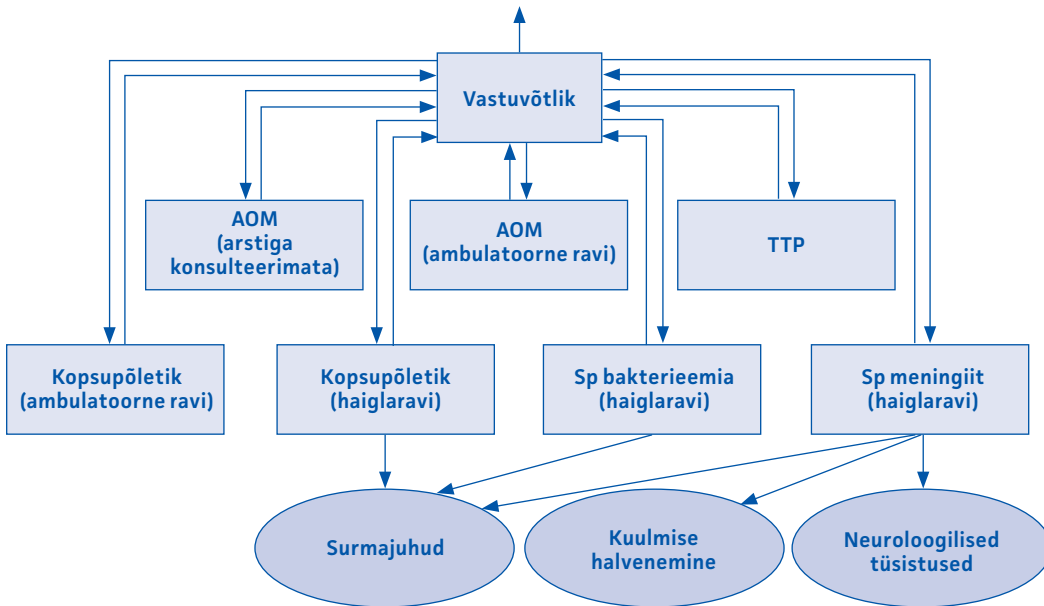 Vastuvõtlik
AOM
(arstiga
konsulteerimata)
AOM
(ambulatoorne ravi)
TTP
Kopsupõletik
(ambulatoorne ravi)
Kopsupõletik
(haiglaravi)
Sp bakterieemia
(haiglaravi)
Sp meningiit
(haiglaravi)
Surmajuhud
Kuulmise
halvenemine
Neuroloogilised
tüsistused